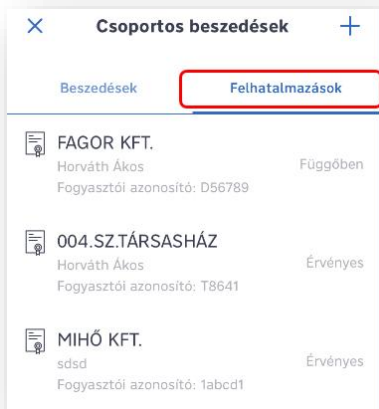 Csoportos beszedések
Beszedések
Felhatalmazások
FAGOR KFT.
Horváth Ákos
Függőben
Fogyasztói azonosító: D56789
004.SZ.TÁRSASHÁZ
Horváth Ákos
Érvényes
Fogyasztói azonosító: T8641
MIHŐ KFT.
sdsd
Érvényes
Fogyasztói azonosító: 1abcd1